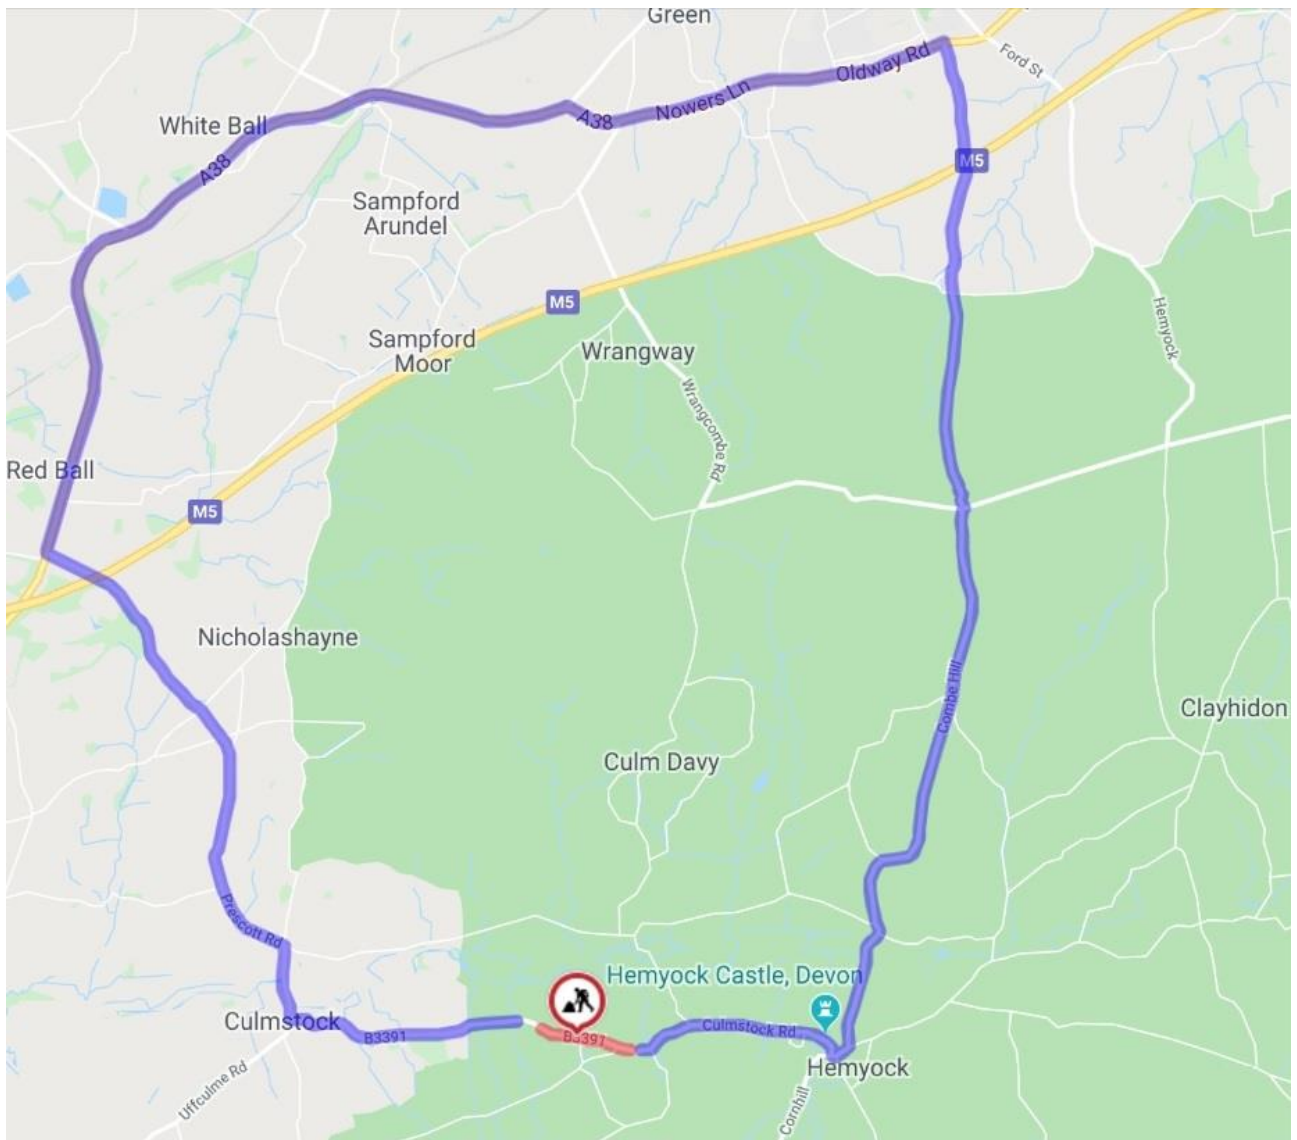 Green
Oldway Rd
Ford St
Nowers Ln
A38
White Ball
A38
M5
Sampford
Arundel
M5
Hemyock
Sampford
Moor
Wrangway
Wrangcombe Rd
Red Ball
M5
Nicholashayne
Combe Hill
Clayhidon
Culm Davy
Prescott Rd
Hemyock Castle, Devon
Culmstock
B3391
B3391
Culmstock Rd
Hemyock
Uffculme Rd
Cornhill